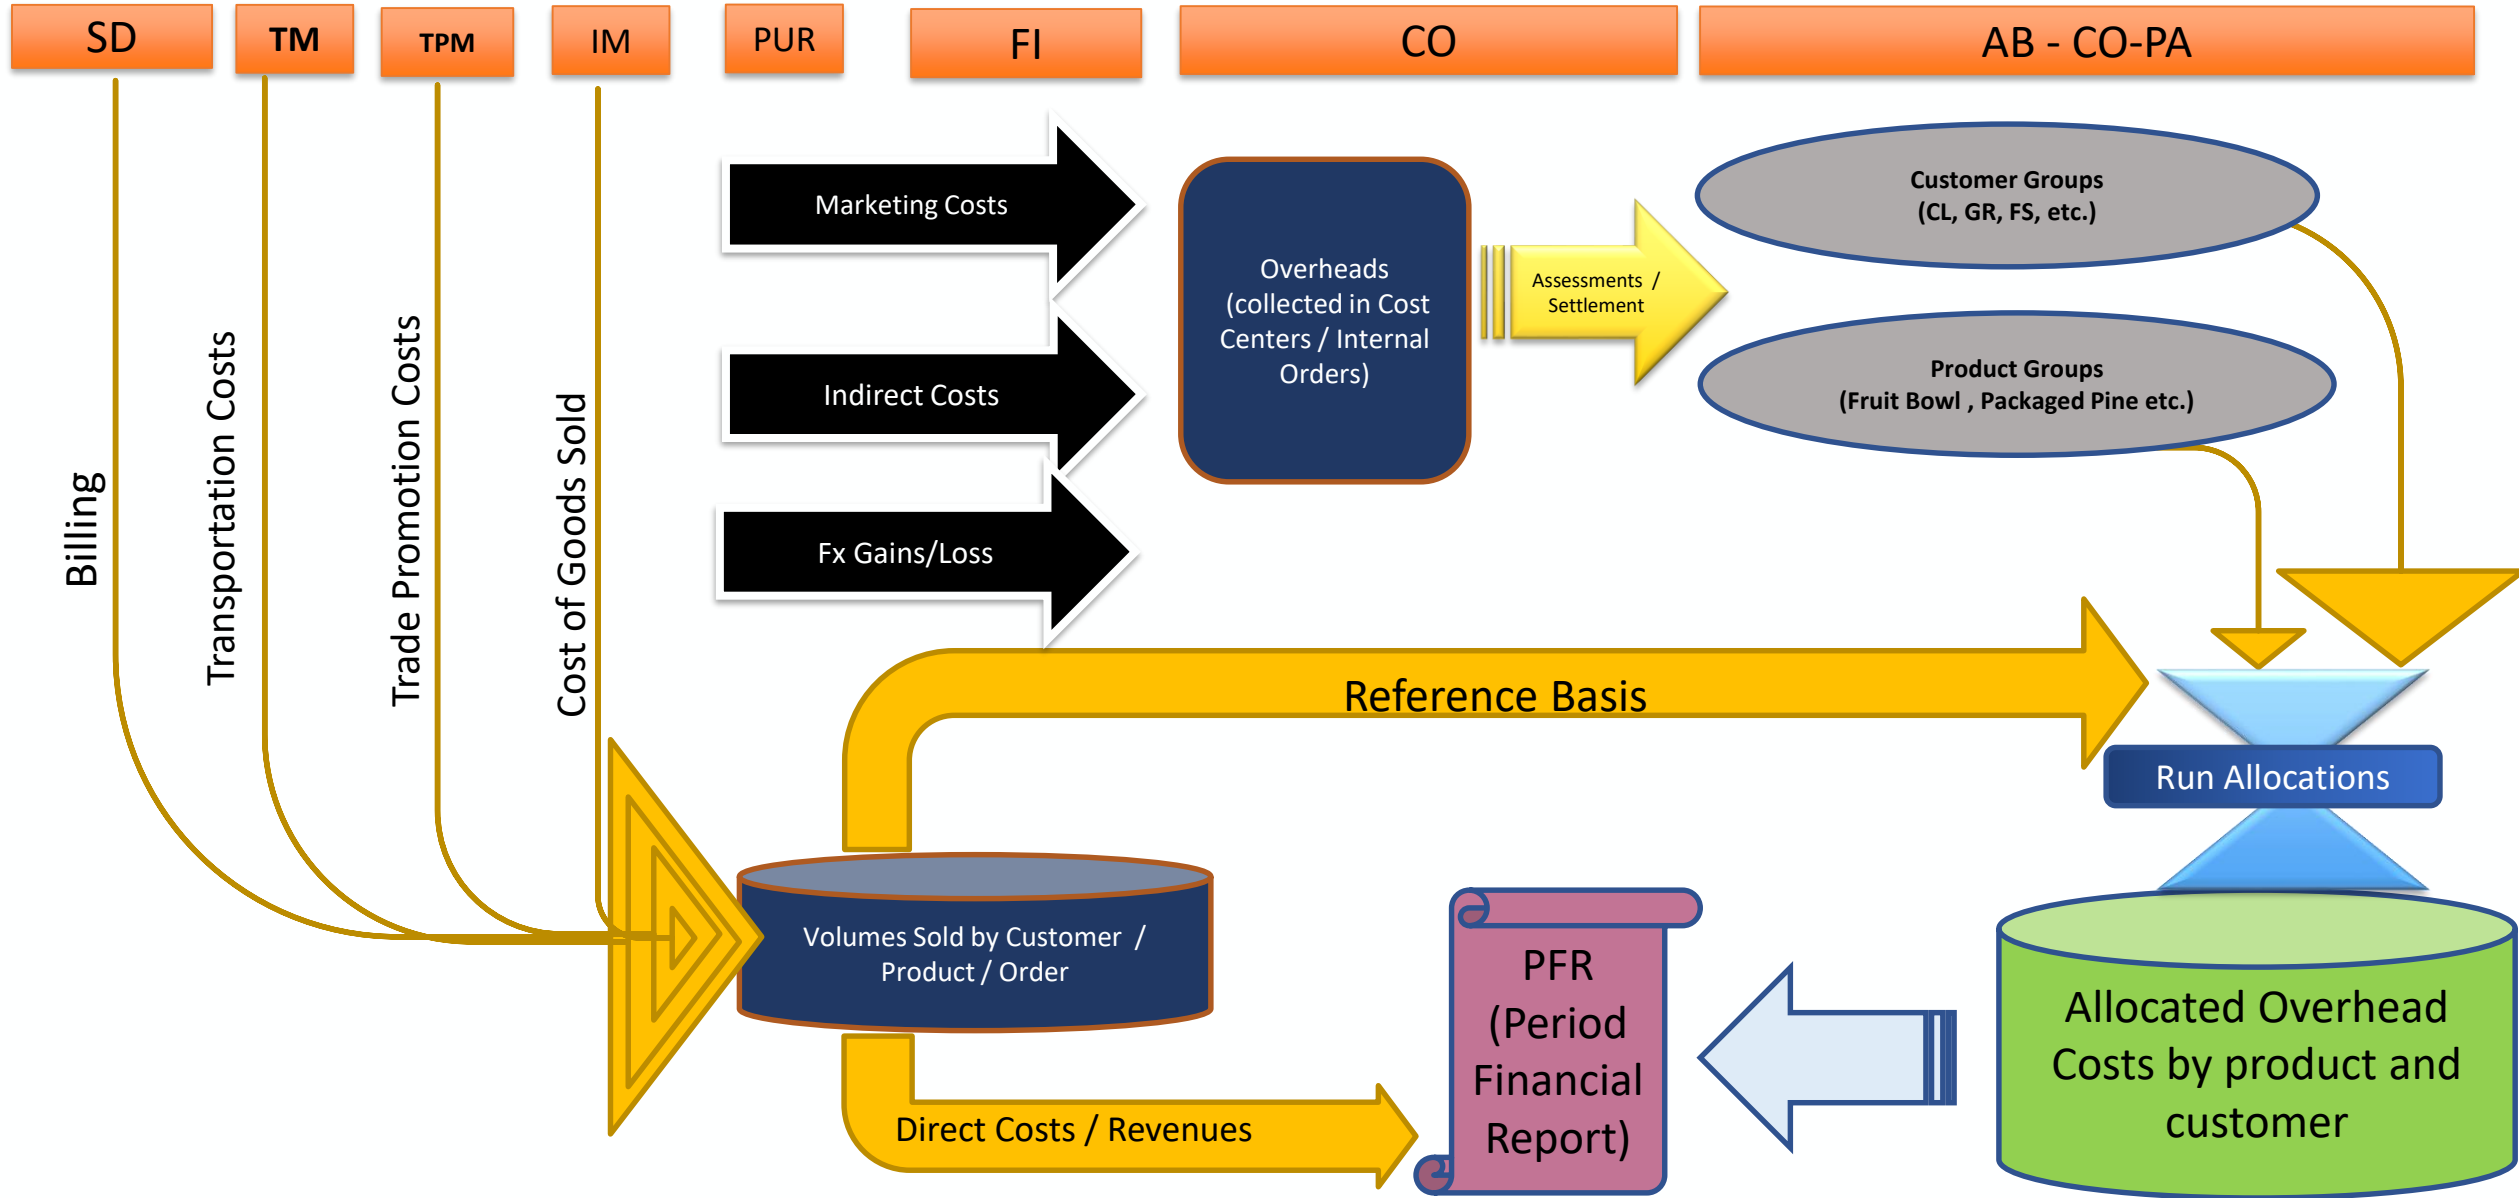 SD
TM
TPM
IM
PUR
FI
CO
AB - CO-PA
Billing
Transportation Costs
Trade Promotion Costs
Cost of Goods Sold
Marketing Costs
Indirect Costs
Fx Gains/Loss
Overheads
(collected in Cost
Centers / Internal
Orders)
Assessments /
Settlement
Customer Groups
(CL, GR, FS, etc.)
Product Groups
(Fruit Bowl , Packaged Pine etc.)
Reference Basis
Run Allocations
Volumes Sold by Customer /
Product / Order
Direct Costs / Revenues
PFR
(Period
Financial
Report)
Allocated Overhead
Costs by product and
customer